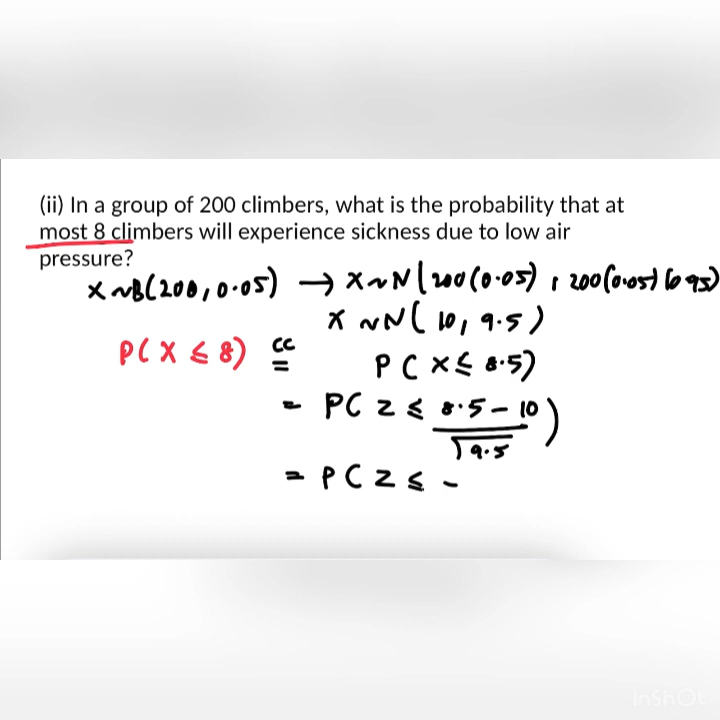 (ii) In a group of 200 climbers, what is the probability that at
most 8 climbers will experience sickness due to low air
pressure?
X ~B(200, 0.05) → X~N(200(0.05), 200(0.05)(0.95)
X ~N( 10, 9.5 )
P( X ≤ 8) cc = P( X ≤ 8.5)
= P( Z ≤ 8.5 - 10 / √9.5 )
= P( Z ≤ -
InShOt